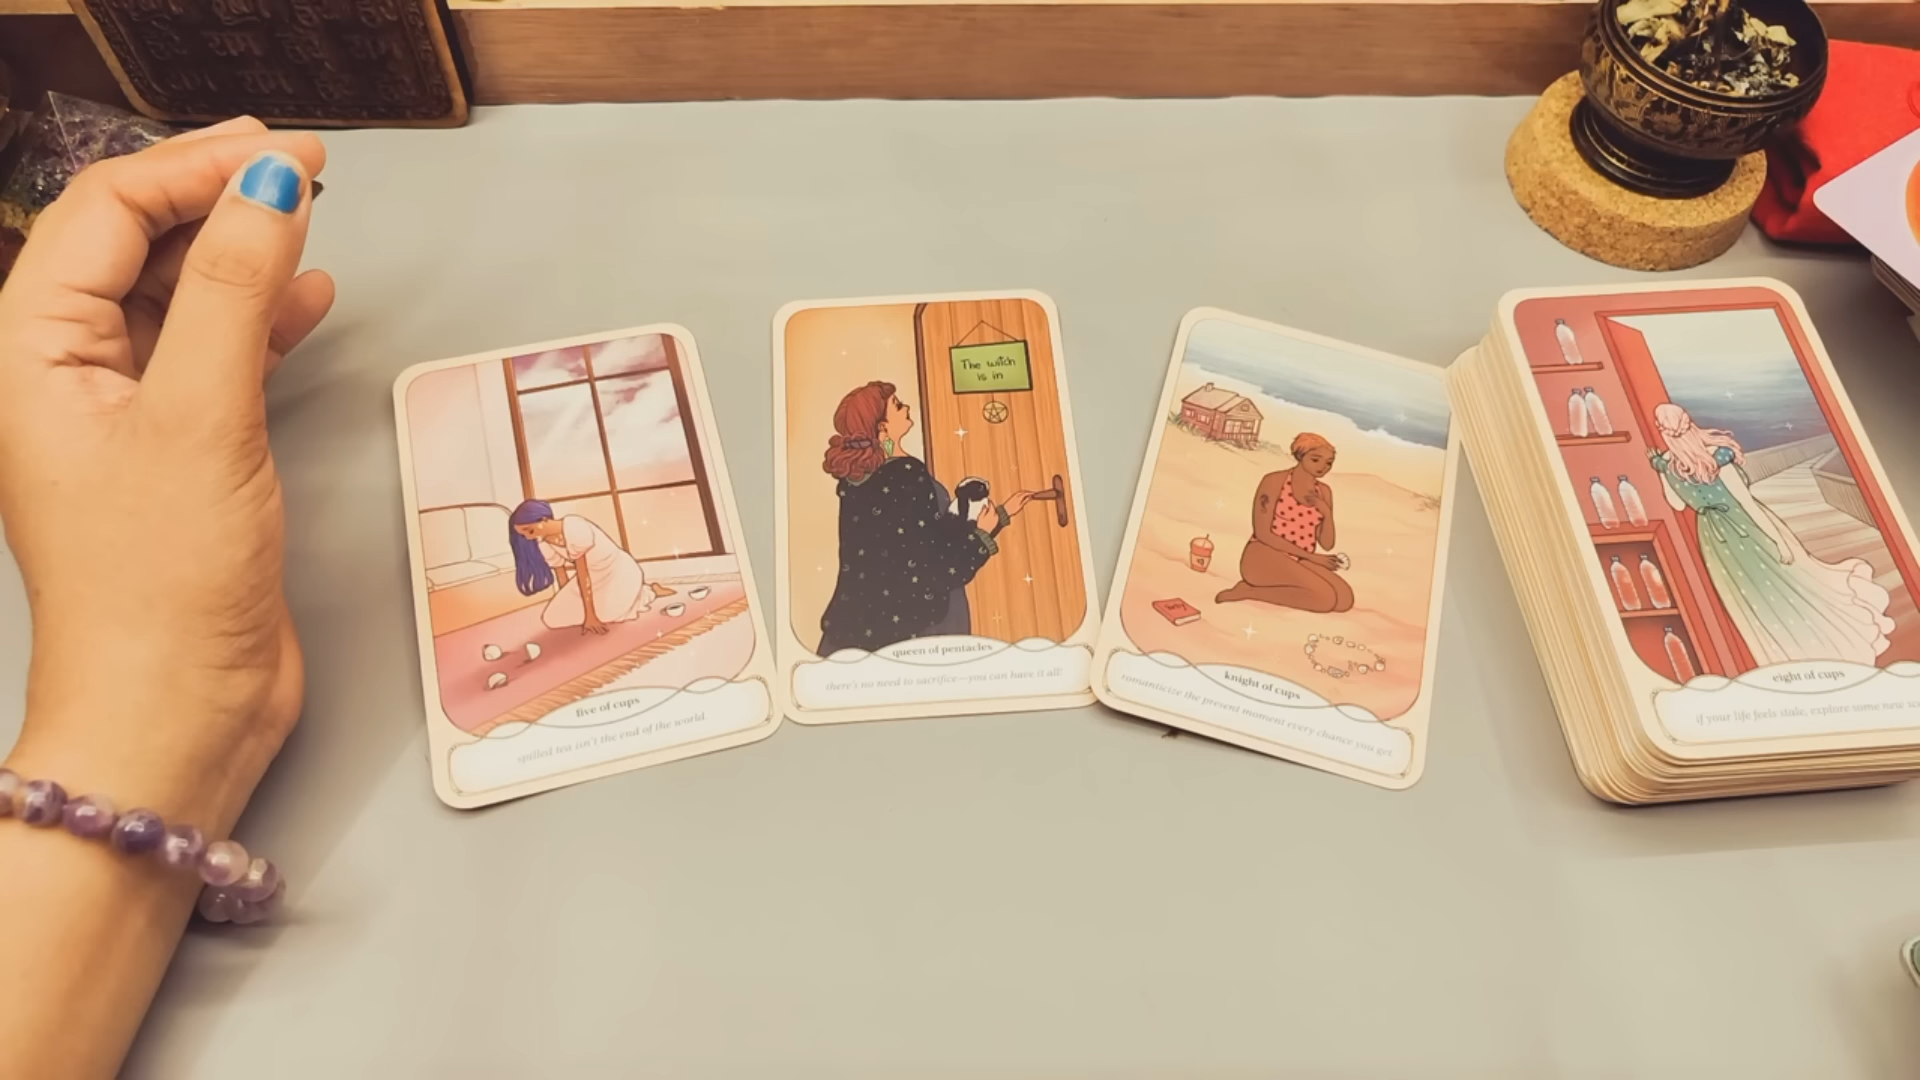 The witch
is in
five of cups
spilled tea isn't the end of the world.
queen of pentacles
there's no need to sacrifice—you can have it all!
knight of cups
romanticize the present moment every chance you get.
eight of cups
if your life feels stale, explore some new